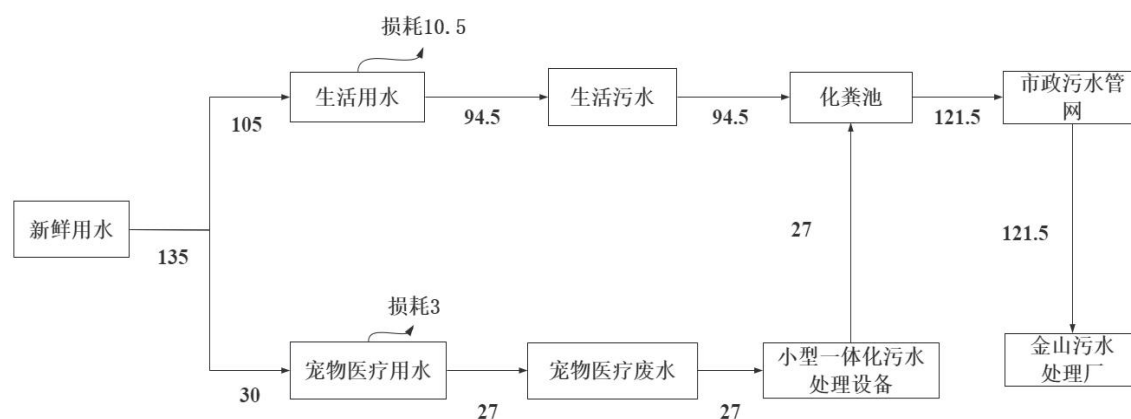 损耗10.5
生活用水
生活污水
化粪池
市政污水管
网
105
94.5
94.5
121.5
新鲜用水
135
27
121.5
损耗3
宠物医疗用水
宠物医疗废水
小型一体化污水
处理设备
金山污水
处理厂
30
27
27